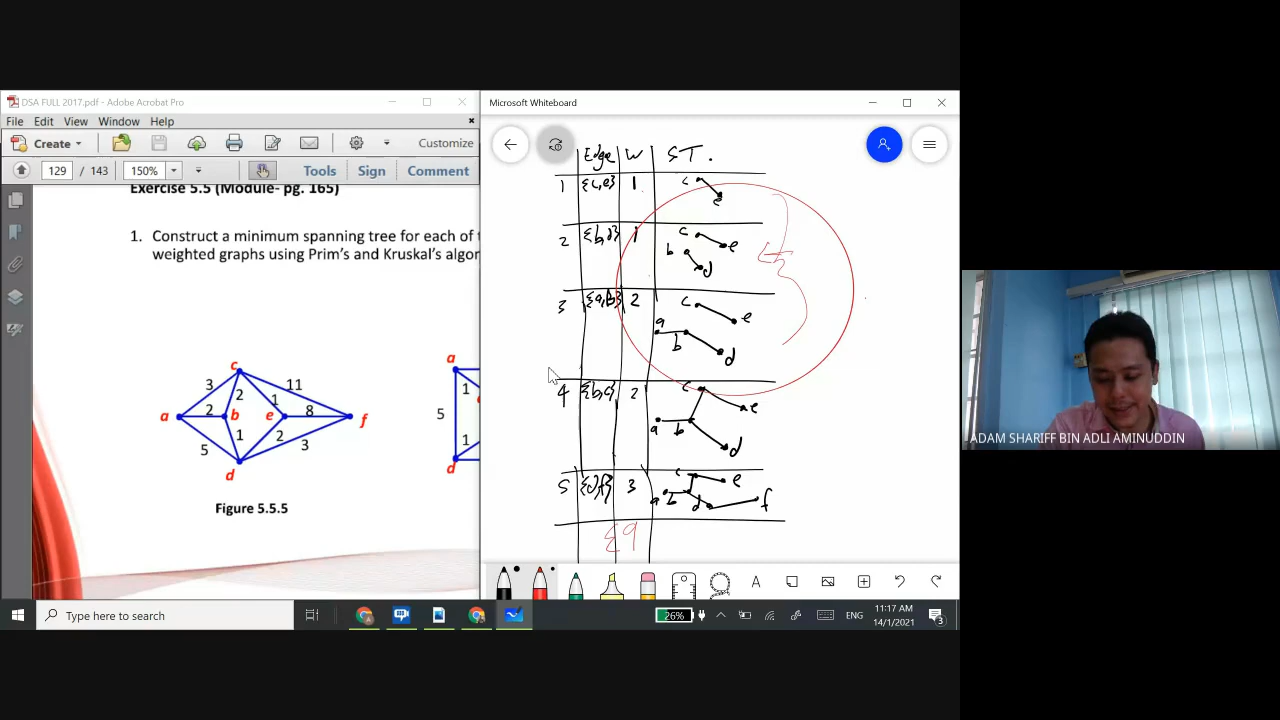 DSA FULL 2017.pdf - Adobe Acrobat Pro
File Edit View Window Help
Create
Customize
129 / 143
150%
Tools Sign Comment
Exercise 5.5 (Module- pg. 165)
1. Construct a minimum spanning tree for each of
weighted graphs using Prim's and Kruskal's algor
c
3 2 11
1
a 2 b e 8 f
1 2
5 3
d
Figure 5.5.5
a
1
5
1
d
Microsoft Whiteboard
Edge W ST.
1 {c,e} 1 c e
2 {b,d} 1 c e b d
3 {a,b} 2 c e a b d
4 {b,c} 2 c e a b d
5 {d,f} 3 c e a b d f
9
ADAM SHARIFF BIN ADLI AMINUDDIN
Type here to search
26%
ENG
11:17 AM
14/1/2021
3